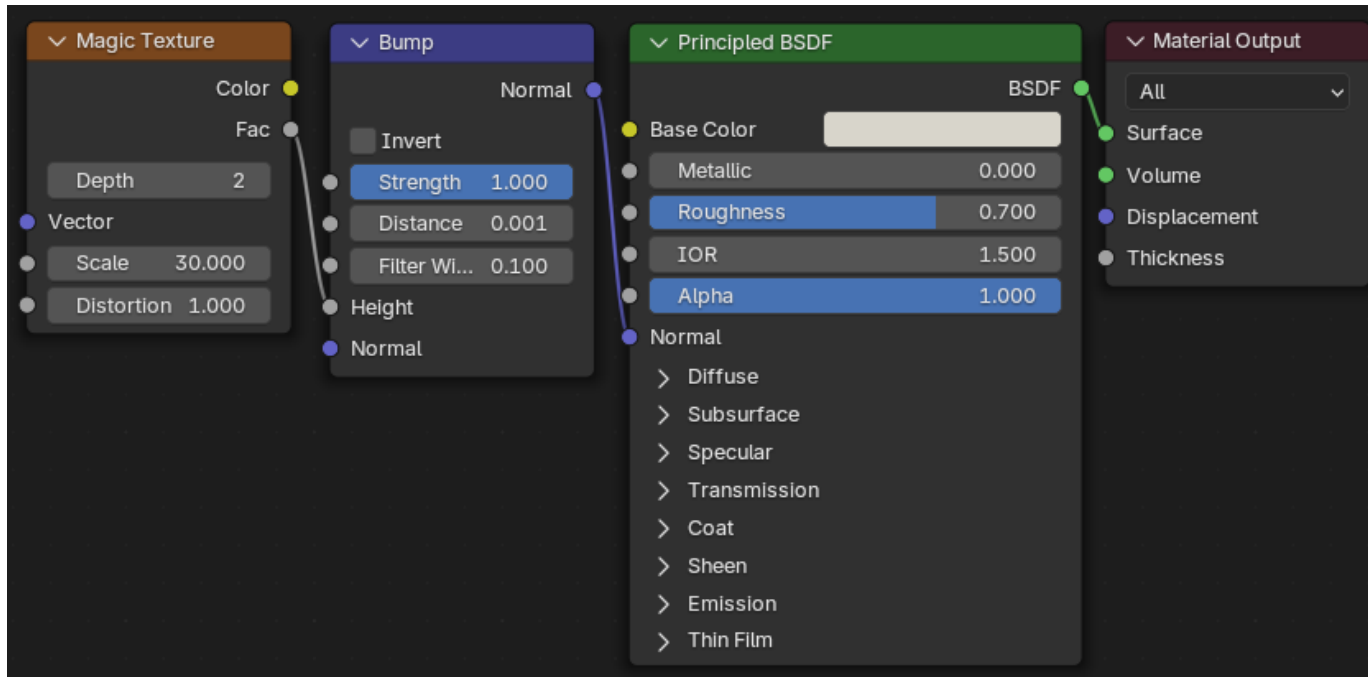 Magic Texture
Color
Fac
Depth 2
Vector
Scale 30.000
Distortion 1.000
Bump
Normal
Invert
Strength 1.000
Distance 0.001
Filter Wi... 0.100
Height
Normal
Principled BSDF
BSDF
Base Color
Metallic 0.000
Roughness 0.700
IOR 1.500
Alpha 1.000
Normal
Diffuse
Subsurface
Specular
Transmission
Coat
Sheen
Emission
Thin Film
Material Output
All
Surface
Volume
Displacement
Thickness